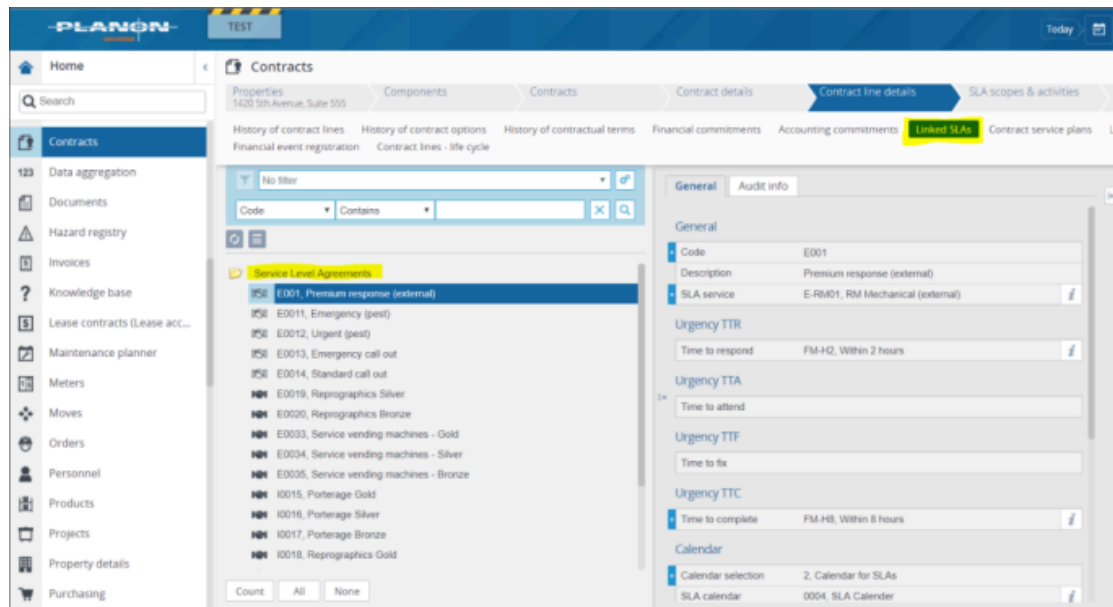 PLANON
UNIVERSE
TEST
Today
Home
Contracts
Search
Properties
1420 5th Avenue, Suite 555
Components
Contracts
Contract details
Contract line details
SLA scopes & activities
History of contract lines
History of contract options
History of contractual terms
Financial commitments
Accounting commitments
Linked SLAs
Contract service plans
L
Financial event registration
Contract lines - life cycle
Contracts
123 Data aggregation
Documents
Hazard registry
Invoices
Knowledge base
Lease contracts (Lease acc...
Maintenance planner
Meters
Moves
Orders
Personnel
Products
Projects
Property details
Purchasing
No filter
Code
Contains
Service Level Agreements
E001, Premium response (external)
E0011, Emergency (pest)
E0012, Urgent (pest)
E0013, Emergency call out
E0014, Standard call out
E0019, Reprographics Silver
E0020, Reprographics Bronze
E0033, Service vending machines - Gold
E0034, Service vending machines - Silver
E0035, Service vending machines - Bronze
I0015, Porterage Gold
I0016, Porterage Silver
I0017, Porterage Bronze
I0018, Reprographics Gold
Count
All
None
General
Audit info
General
Code E001
Description Premium response (external)
SLA service E-RM01, RM Mechanical (external)
Urgency TTR
Time to respond FM-H2, Within 2 hours
Urgency TTA
Time to attend
Urgency TTF
Time to fix
Urgency TTC
Time to complete FM-H8, Within 8 hours
Calendar
Calendar selection 2, Calendar for SLAs
SLA calendar 0004, SLA Calender